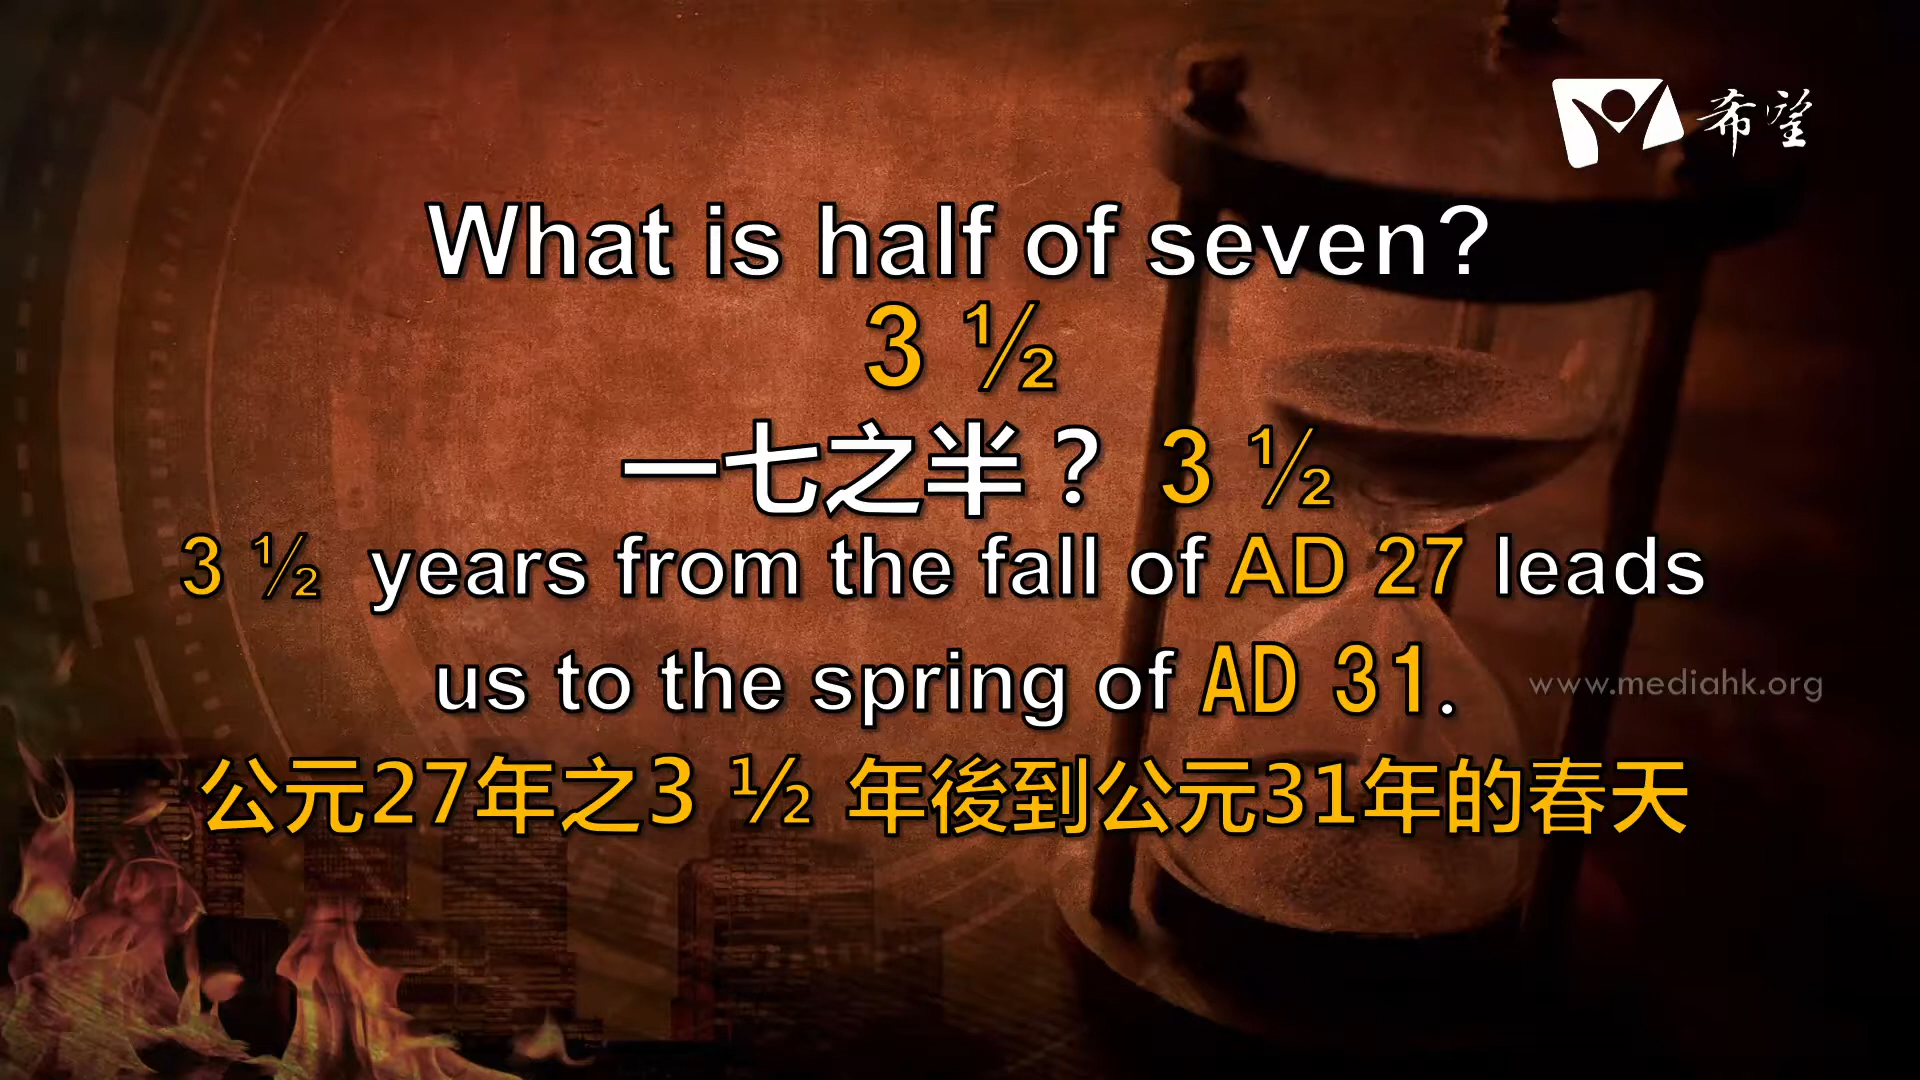 希望
What is half of seven?
3 ½
一七之半？ 3 ½
3 ½ years from the fall of AD 27 leads
us to the spring of AD 31.
www.mediahk.org
公元27年之3 ½ 年後到公元31年的春天